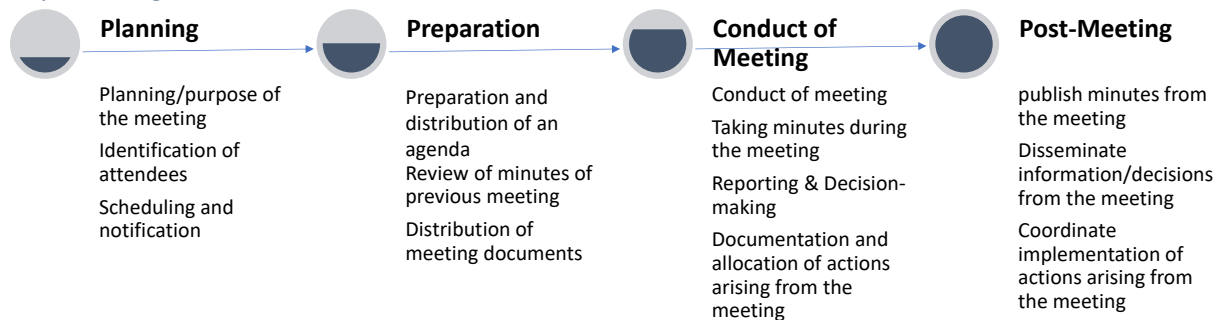 Planning
Planning/purpose of
the meeting
Identification of
attendees
Scheduling and
notification
Preparation
Preparation and
distribution of an
agenda
Review of minutes of
previous meeting
Distribution of
meeting documents
Conduct of
Meeting
Conduct of meeting
Taking minutes during
the meeting
Reporting & Decision-
making
Documentation and
allocation of actions
arising from the
meeting
Post-Meeting
publish minutes from
the meeting
Disseminate
information/decisions
from the meeting
Coordinate
implementation of
actions arising from
the meeting